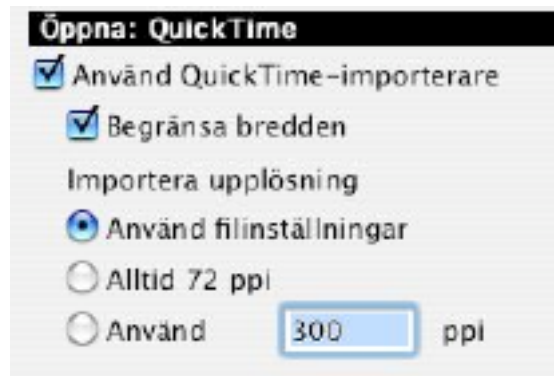 Öppna: QuickTime
Använd QuickTime-importerare
Begränsa bredden
Importera upplösning
Använd filinställningar
Alltid 72 ppi
Använd 300 ppi